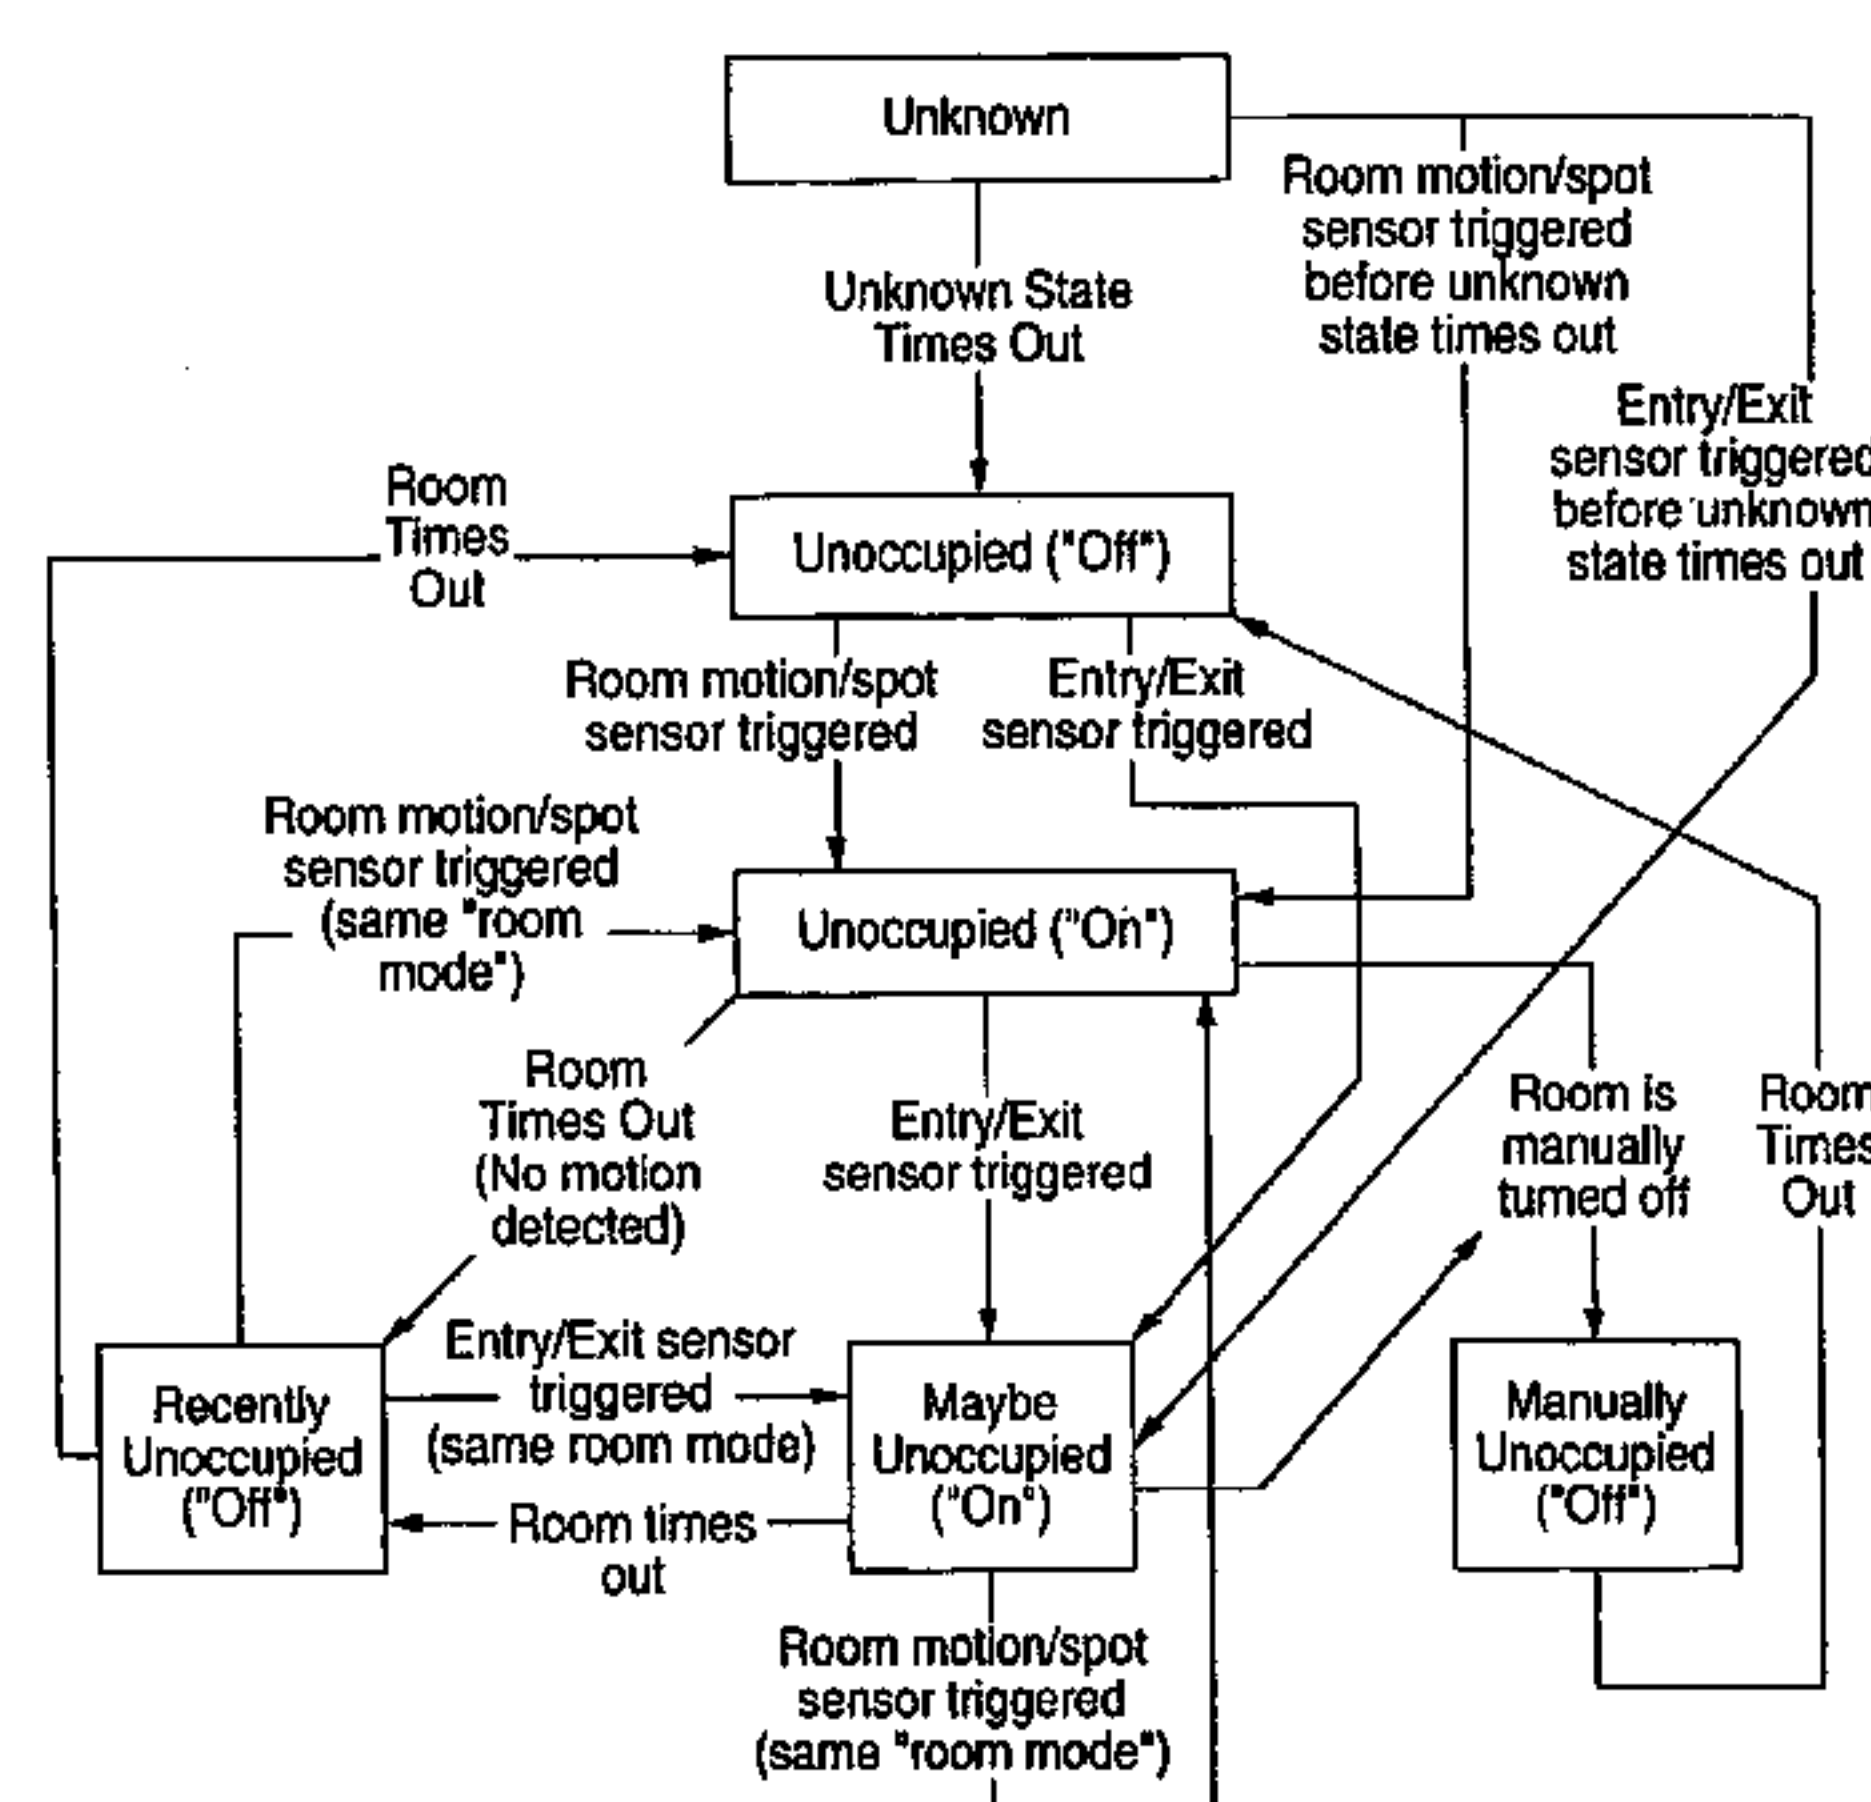 Unknown
Room motion/spot
sensor triggered
before unknown
state times out
Unknown State
Times Out
Entry/Exit
sensor triggered
before unknown
state times out
Room
Times
Out
Unoccupied ("Off")
Room motion/spot
sensor triggered
Entry/Exit
sensor triggered
Room motion/spot
sensor triggered
(same "room
mode")
Unoccupied ("On")
Room
Times Out
(No motion
detected)
Entry/Exit
sensor triggered
Room is
manually
turned off
Room
Times
Out
Entry/Exit sensor
triggered
(same room mode)
Recently
Unoccupied
("Off")
Maybe
Unoccupied
("On")
Manually
Unoccupied
("Off")
Room times
out
Room motion/spot
sensor triggered
(same "room mode")